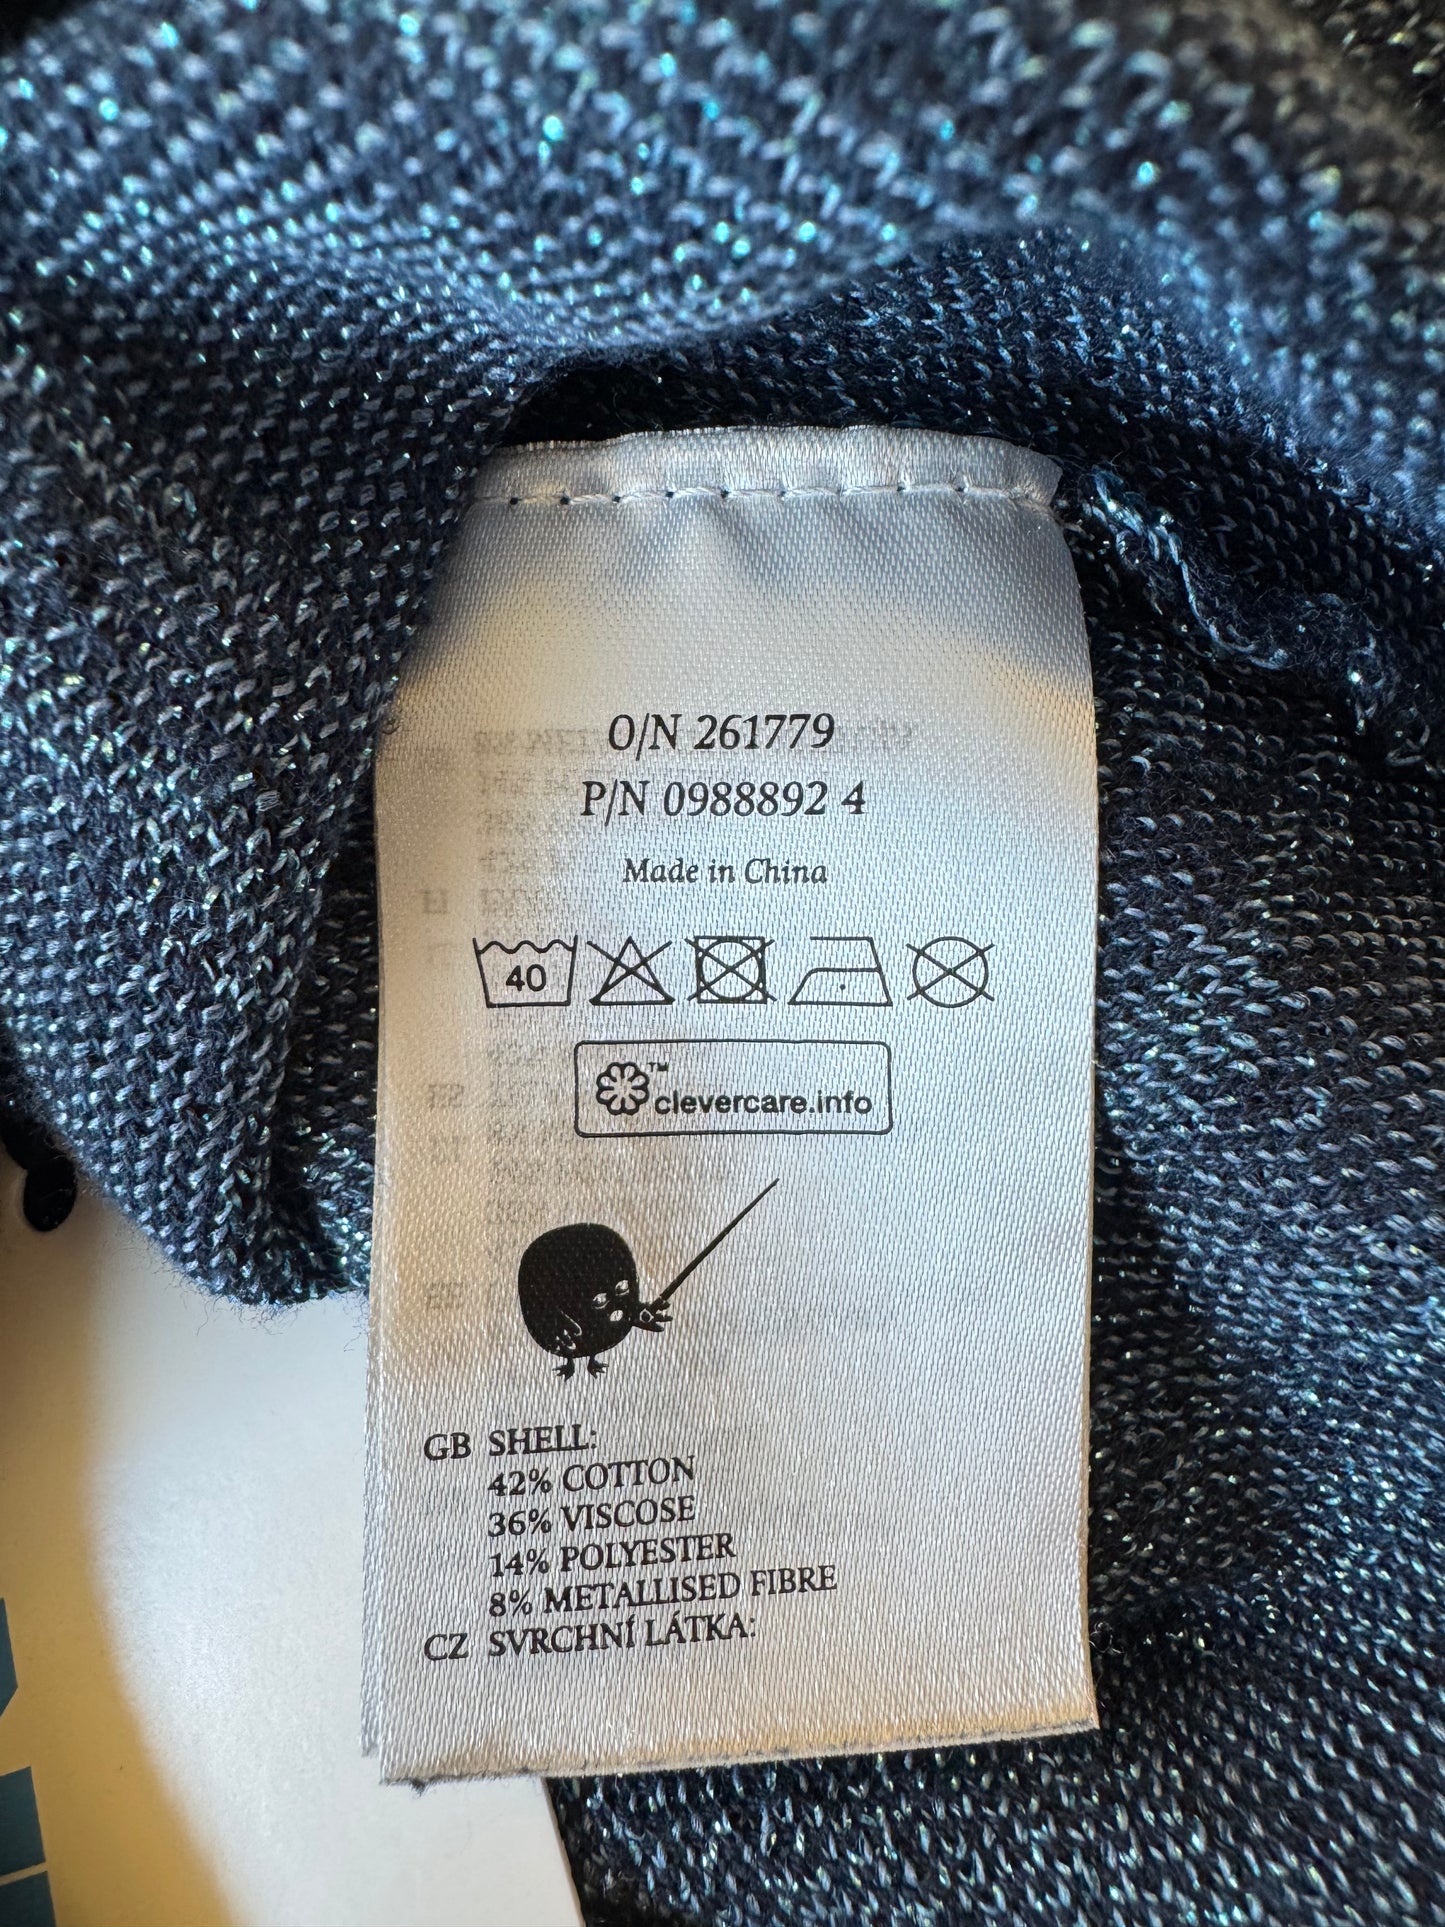 O/N 261779
P/N 0988892 4
Made in China
40
™
clevercare.info
GB SHELL:
42% COTTON
36% VISCOSE
14% POLYESTER
8% METALLISED FIBRE
CZ SVRCHNÍ LÁTKA: